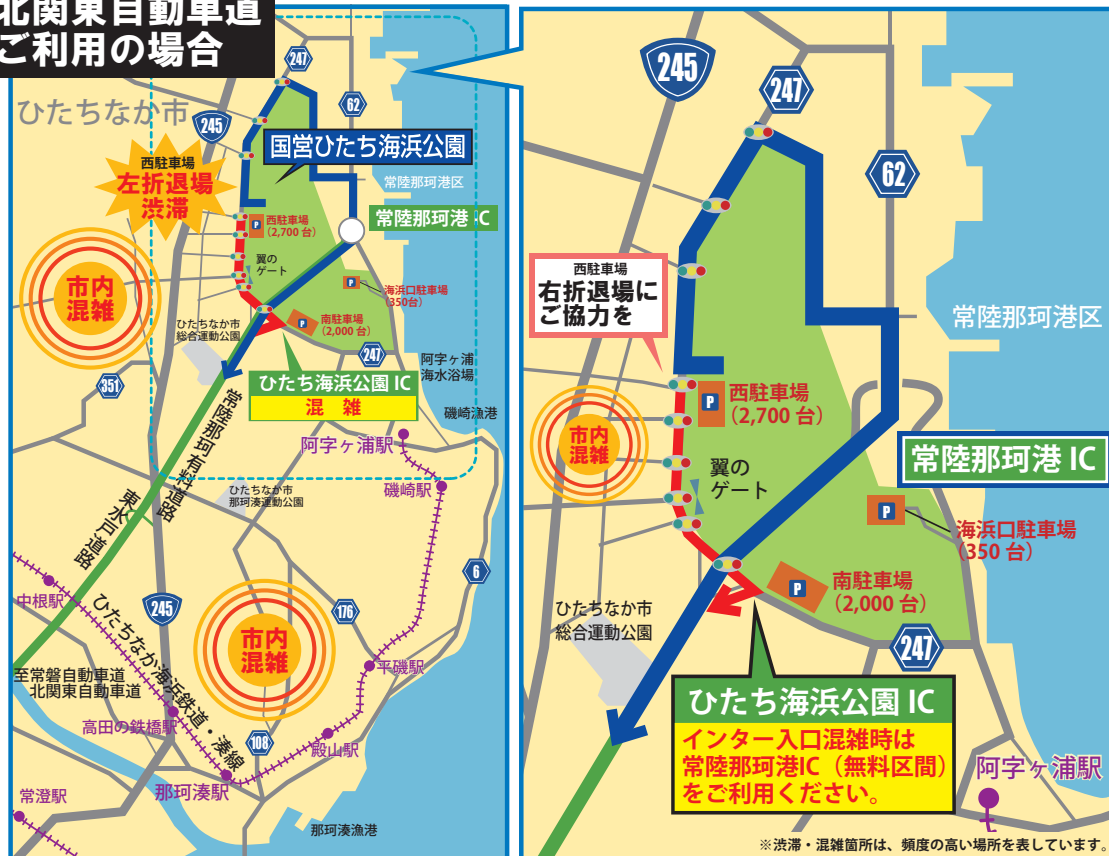 北関東自動車道
ご利用の場合
ひたちなか市
245
247
62
国営ひたち海浜公園
常陸那珂港区
西駐車場
左折退場
渋滞
P
西駐車場
(2,700 台)
常陸那珂港 IC
翼の
ゲート
市内
混雑
P
海浜口駐車場
(350台)
ひたちなか市
総合運動公園
P
南駐車場
(2,000 台)
247
阿字ヶ浦
海水浴場
ひたち海浜公園 IC
混 雑
351
磯崎漁港
常陸那珂有料道路
阿字ヶ浦駅
東水戸道路
ひたちなか市
那珂湊運動公園
磯崎駅
6
中根駅
245
ひたちなか海浜鉄道・湊線
176
市内
混雑
至常磐自動車道
北関東自動車道
平磯駅
高田の鉄橋駅
108
殿山駅
那珂湊駅
常澄駅
那珂湊漁港
245
247
62
西駐車場
右折退場に
ご協力を
常陸那珂港区
P
西駐車場
(2,700 台)
市内
混雑
翼の
ゲート
常陸那珂港 IC
P
海浜口駐車場
(350 台)
P
南駐車場
(2,000 台)
ひたちなか市
総合運動公園
247
ひたち海浜公園 IC
インター入口混雑時は
常陸那珂港IC（無料区間）
をご利用ください。
阿字ヶ浦駅
※渋滞・混雑箇所は、頻度の高い場所を表しています。